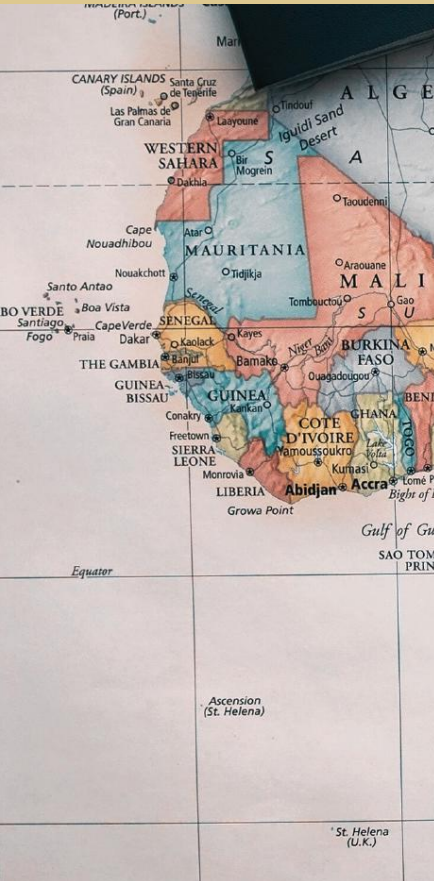 MADEIRA ISLANDS
(Port.)
CANARY ISLANDS
(Spain)
Santa Cruz
de Tenerife
Las Palmas de
Gran Canaria
Laayoune
Tindouf
ALGE
Iguidi Sand
Desert
WESTERN
SAHARA
Bir
Mogrein
S
A
Dakhla
Taoudenni
Cape
Nouadhibou
Atar
MAURITANIA
Nouakchott
Tidjikja
Araouane
MALI
Tombouctou
Gao
S U
Santo Antao
BO VERDE
Boa Vista
Santiago
Fogo
Praia
Cape Verde
Dakar
Senegal
SENEGAL
Kaolack
Kayes
THE GAMBIA
Banjul
Bamako
Niger
Bani
BURKINA
FASO
Ouagadougou
GUINEA-
BISSAU
Bissau
GUINEA
Kankan
Conakry
Freetown
SIERRA
LEONE
COTE
D'IVOIRE
Yamoussoukro
GHANA
Lake
Volta
Kumasi
TOGO
BENI
Monrovia
LIBERIA
Abidjan
Accra
Lomé
P
Growa Point
Bight of
Gulf of Gu
SAO TOM
PRIN
Equator
Ascension
(St. Helena)
St. Helena
(U.K.)